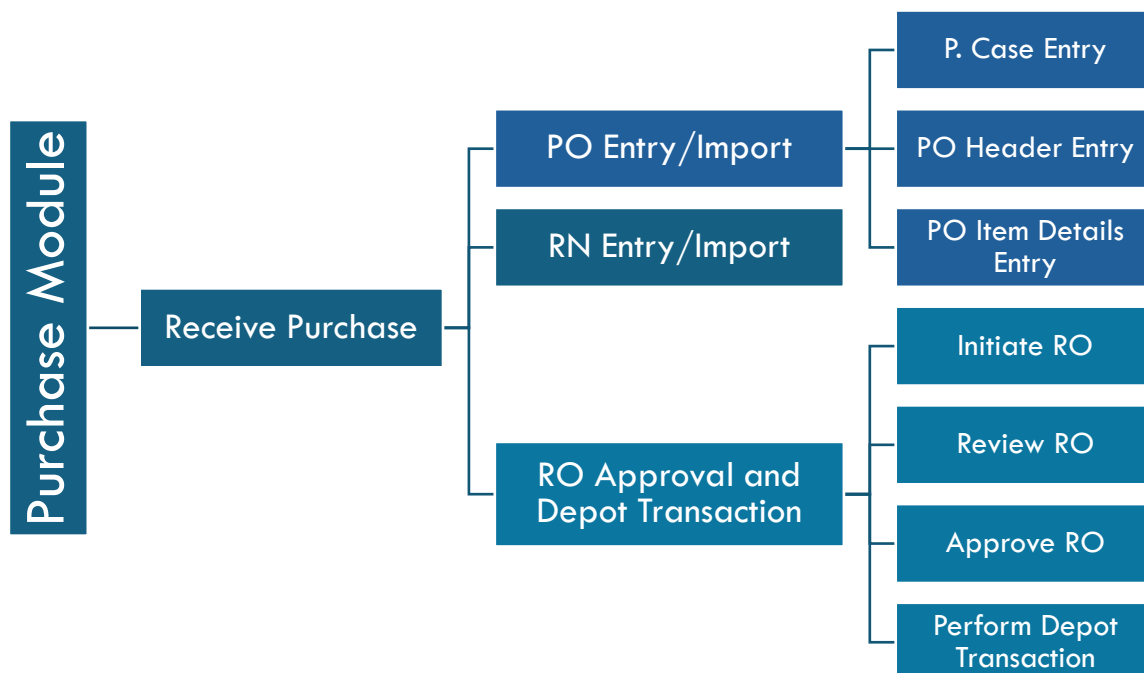 Purchase Module
Receive Purchase
PO Entry/Import
RN Entry/Import
RO Approval and
Depot Transaction
P. Case Entry
PO Header Entry
PO Item Details
Entry
Initiate RO
Review RO
Approve RO
Perform Depot
Transaction